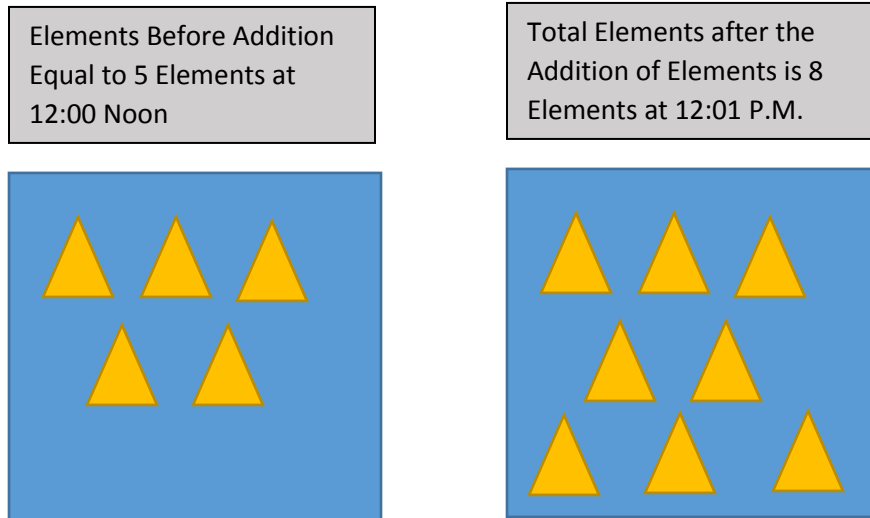 Elements Before Addition
Equal to 5 Elements at
12:00 Noon
Total Elements after the
Addition of Elements is 8
Elements at 12:01 P.M.